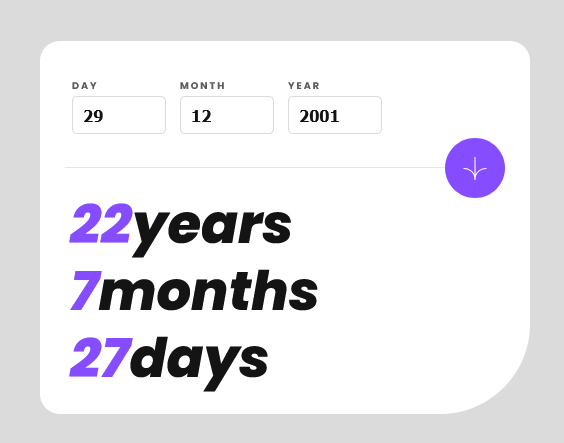 DAY MONTH YEAR
29 12 2001
22years
7months
27days